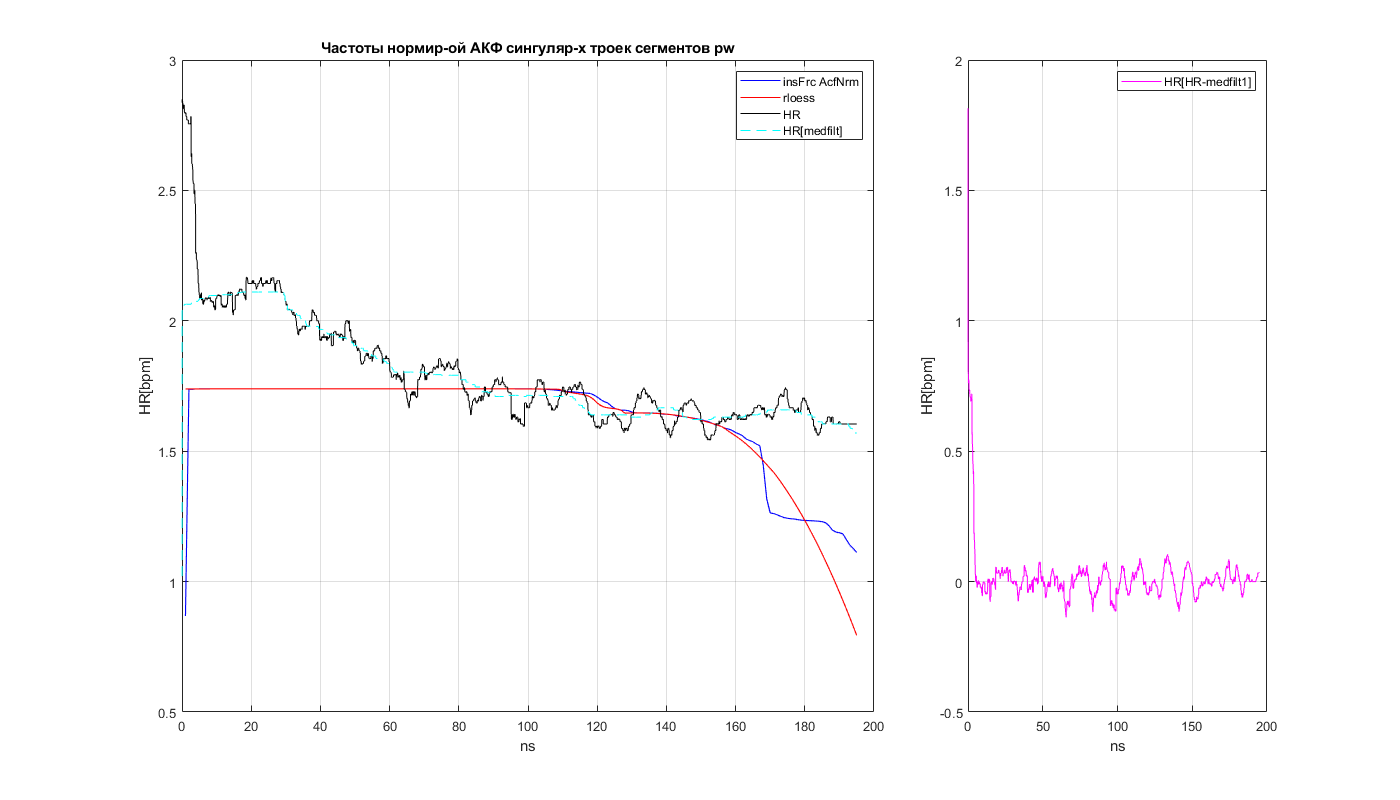 Частоты нормир-ой АКФ сингуляр-х троек сегментов pw
3
2.5
2
1.5
1
0.5
HR[bpm]
0
20
40
60
80
100
120
140
160
180
200
ns
insFrc AcfNrm
rloess
HR
HR[medfilt]
2
1.5
1
0.5
0
-0.5
HR[bpm]
0
50
100
150
200
ns
HR[HR-medfilt1]